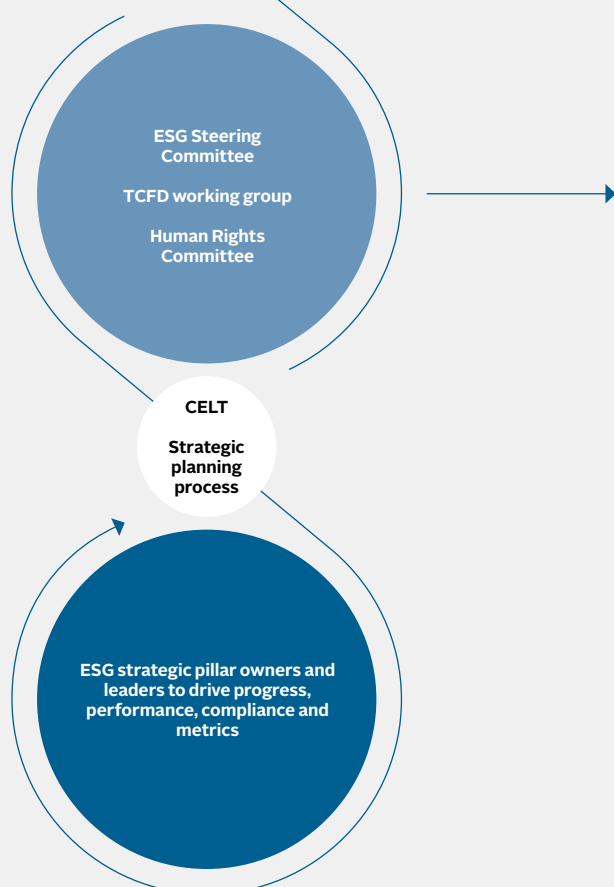 ESG Steering
Committee
TCFD working group
Human Rights
Committee
CELT
Strategic
planning
process
ESG strategic pillar owners and
leaders to drive progress,
performance, compliance and
metrics